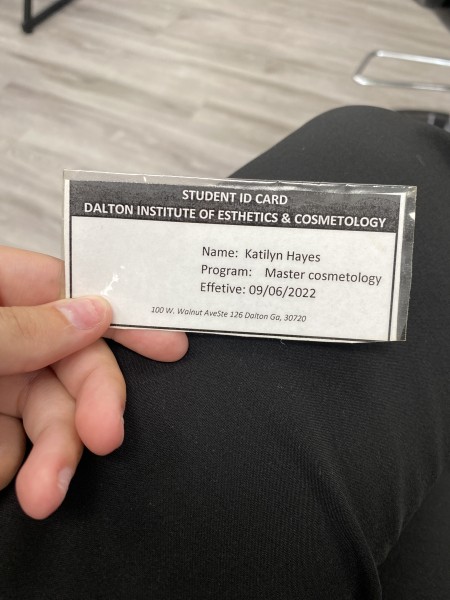 STUDENT ID CARD
DALTON INSTITUTE OF ESTHETICS & COSMETOLOGY
Name: Katilyn Hayes
Program: Master cosmetology
Effetive: 09/06/2022
100 W. Walnut AveSte 126 Dalton Ga, 30720